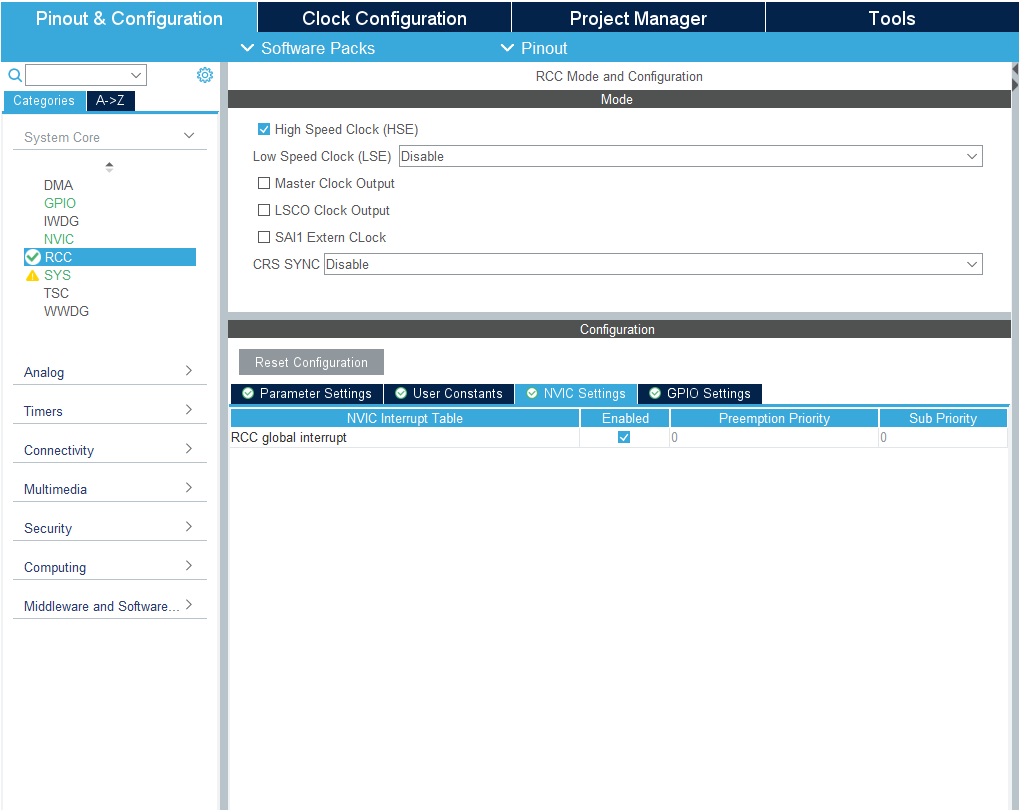 Pinout & Configuration
Clock Configuration
Project Manager
Tools
Software Packs
Pinout
Categories
A->Z
System Core
DMA
GPIO
IWDG
NVIC
RCC
SYS
TSC
WWDG
Analog
Timers
Connectivity
Multimedia
Security
Computing
Middleware and Software...
RCC Mode and Configuration
Mode
High Speed Clock (HSE)
Low Speed Clock (LSE) Disable
Master Clock Output
LSCO Clock Output
SAI1 Extern CLock
CRS SYNC Disable
Configuration
Reset Configuration
Parameter Settings
User Constants
NVIC Settings
GPIO Settings
NVIC Interrupt Table Enabled Preemption Priority Sub Priority
RCC global interrupt 0 0